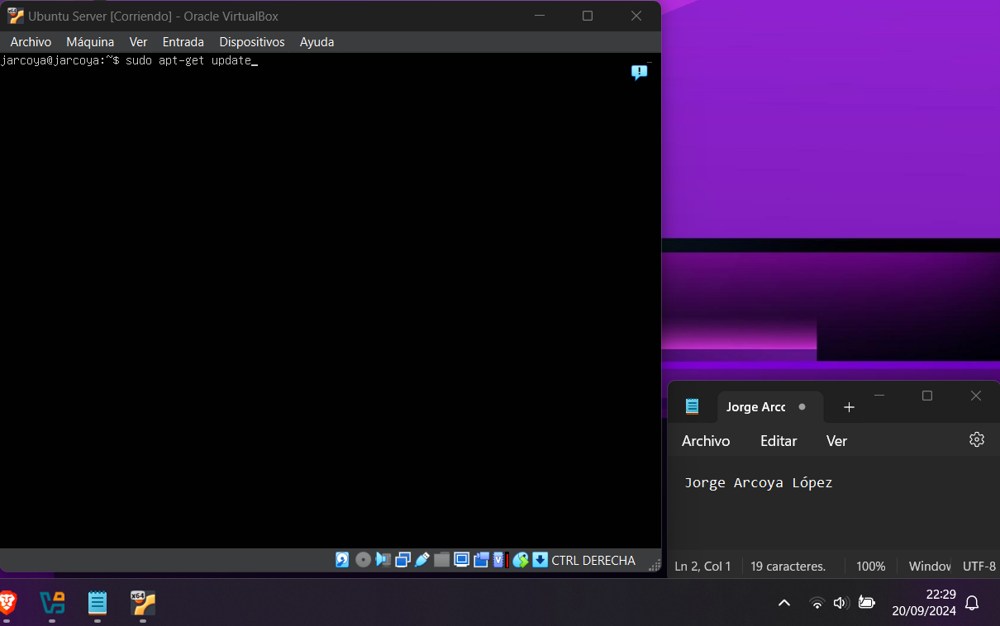 Ubuntu Server [Corriendo] - Oracle VirtualBox
Archivo Máquina Ver Entrada Dispositivos Ayuda
jarcoya@jarcoya:~$ sudo apt-get update_
CTRL DERECHA
Jorge Arcc
Archivo Editar Ver
Jorge Arcoya López
Ln 2, Col 1 19 caracteres. 100% Window UTF-8
x64
22:29
20/09/2024